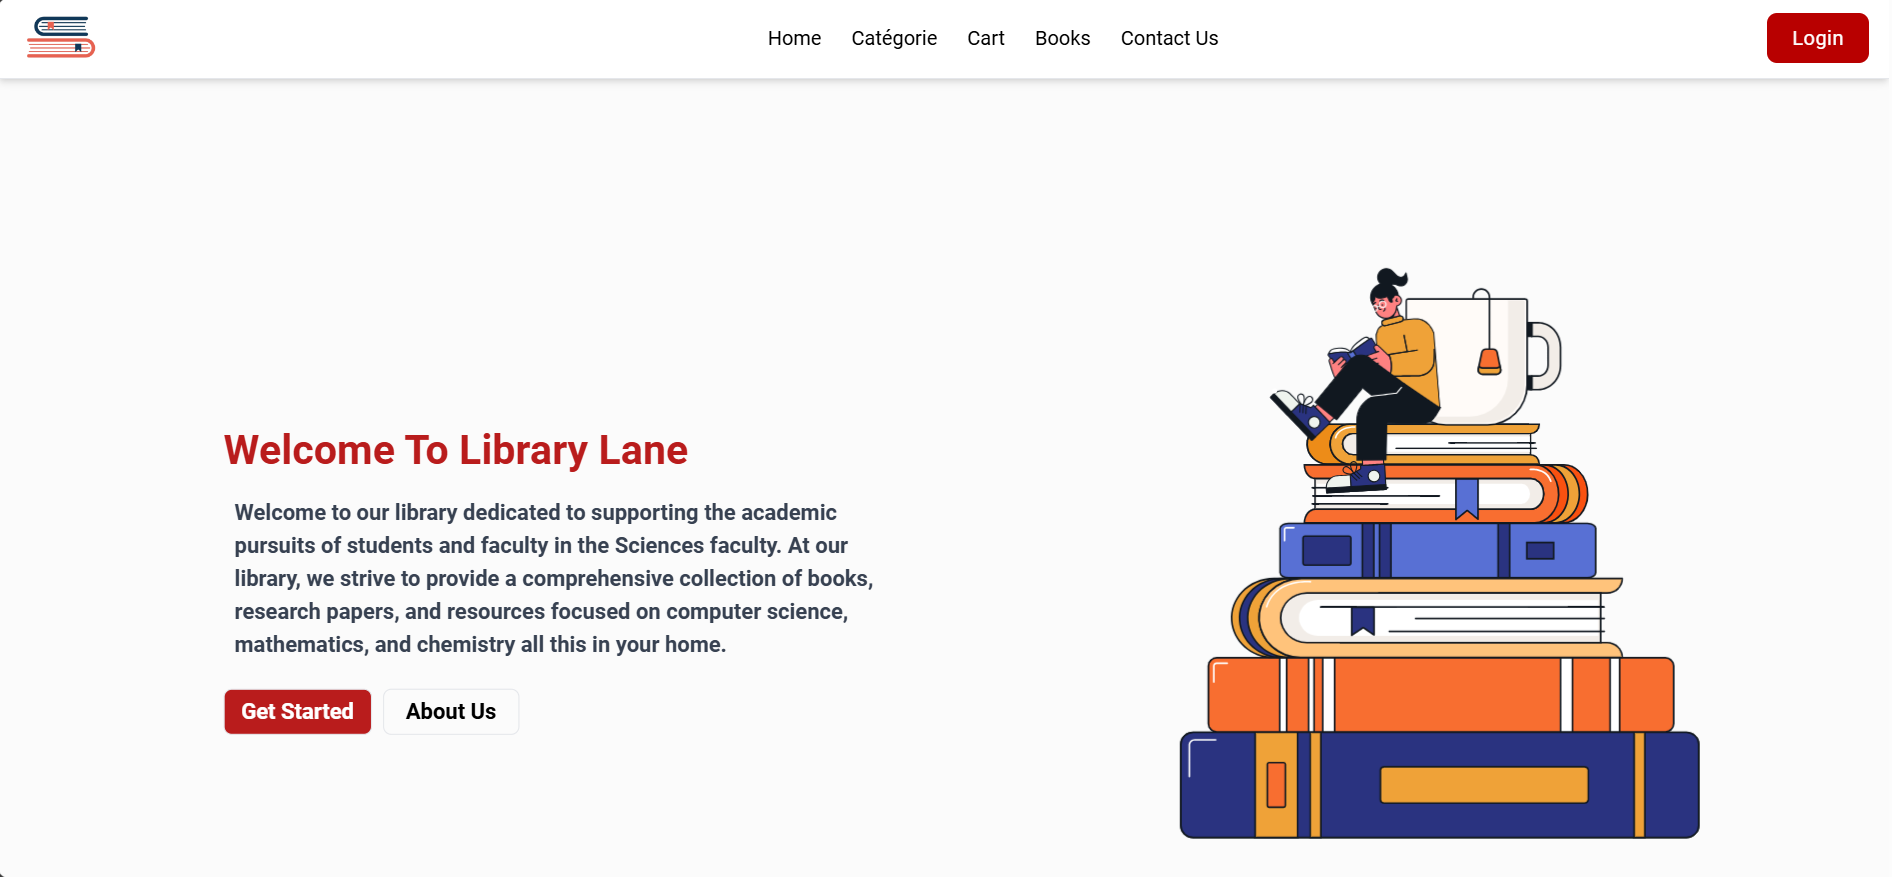 Home Catégorie Cart Books Contact Us Login
Welcome To Library Lane
Welcome to our library dedicated to supporting the academic
pursuits of students and faculty in the Sciences faculty. At our
library, we strive to provide a comprehensive collection of books,
research papers, and resources focused on computer science,
mathematics, and chemistry all this in your home.
Get Started About Us